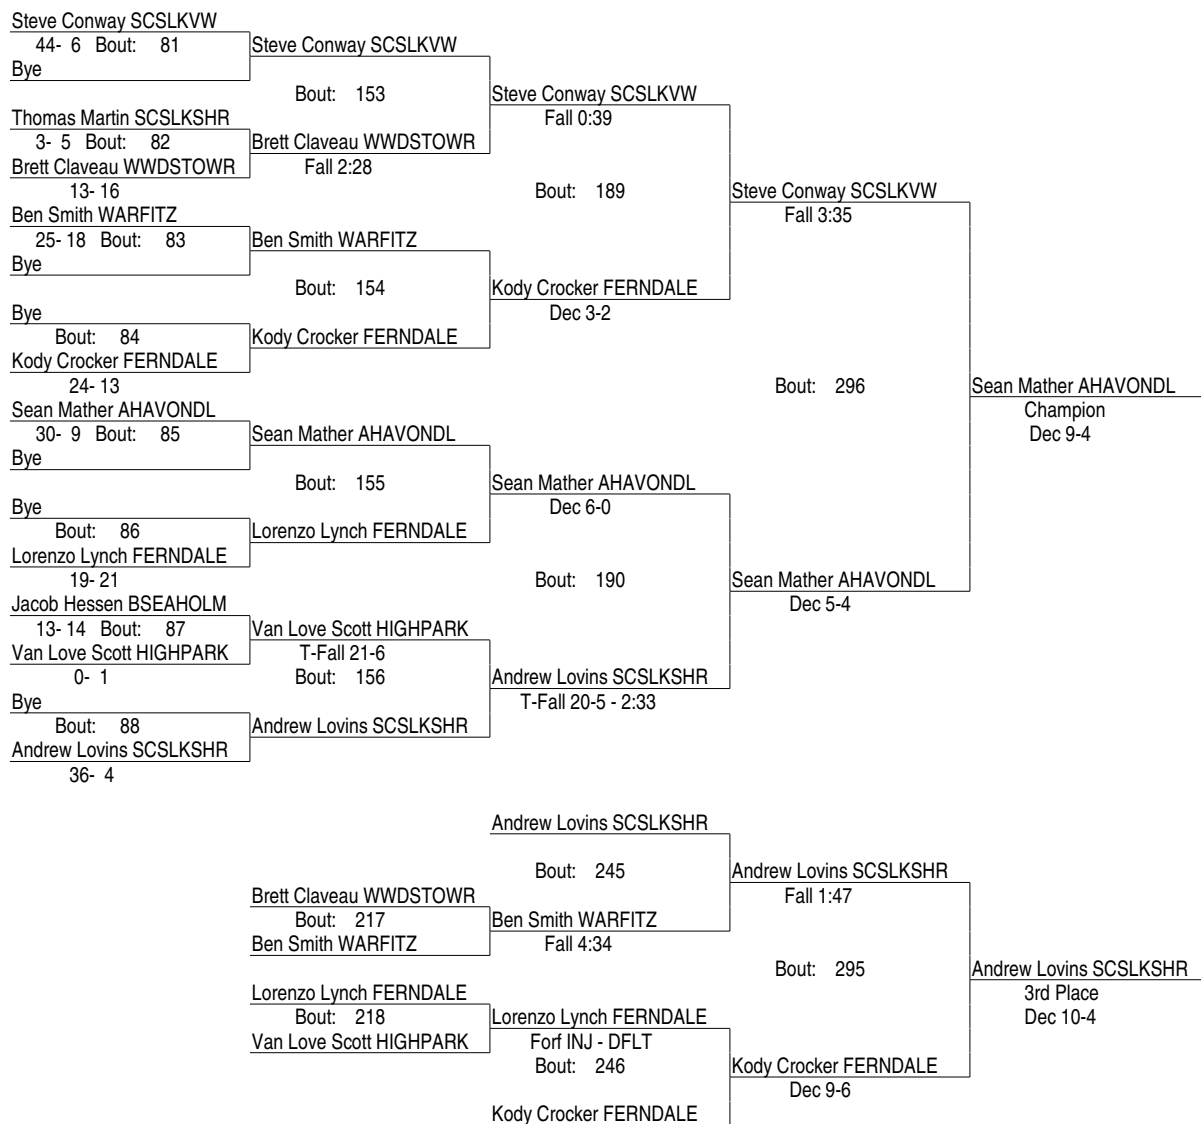 Steve Conway SCSLKVW
44- 6 Bout: 81
Steve Conway SCSLKVW
Bye
Bout: 153
Steve Conway SCSLKVW
Thomas Martin SCSLKSHR
Fall 0:39
3- 5 Bout: 82
Brett Claveau WWDSTOWR
Brett Claveau WWDSTOWR
Fall 2:28
13- 16
Bout: 189
Steve Conway SCSLKVW
Ben Smith WARFITZ
Fall 3:35
25- 18 Bout: 83
Ben Smith WARFITZ
Bye
Bout: 154
Kody Crocker FERNDALE
Bye
Dec 3-2
Bout: 84
Kody Crocker FERNDALE
Kody Crocker FERNDALE
24- 13
Bout: 296
Sean Mather AHAVONDL
Sean Mather AHAVONDL
Champion
30- 9 Bout: 85
Sean Mather AHAVONDL
Dec 9-4
Bye
Bout: 155
Sean Mather AHAVONDL
Bye
Dec 6-0
Bout: 86
Lorenzo Lynch FERNDALE
Lorenzo Lynch FERNDALE
19- 21
Bout: 190
Sean Mather AHAVONDL
Jacob Hessen BSEAHOLM
Dec 5-4
13- 14 Bout: 87
Van Love Scott HIGHPARK
Van Love Scott HIGHPARK
T-Fall 21-6
0- 1
Bout: 156
Andrew Lovins SCSLKSHR
Bye
T-Fall 20-5 - 2:33
Bout: 88
Andrew Lovins SCSLKSHR
Andrew Lovins SCSLKSHR
36- 4
Andrew Lovins SCSLKSHR
Bout: 245
Andrew Lovins SCSLKSHR
Brett Claveau WWDSTOWR
Fall 1:47
Bout: 217
Ben Smith WARFITZ
Ben Smith WARFITZ
Fall 4:34
Bout: 295
Andrew Lovins SCSLKSHR
Lorenzo Lynch FERNDALE
3rd Place
Bout: 218
Lorenzo Lynch FERNDALE
Dec 10-4
Van Love Scott HIGHPARK
Forf INJ - DFLT
Bout: 246
Kody Crocker FERNDALE
Dec 9-6
Kody Crocker FERNDALE